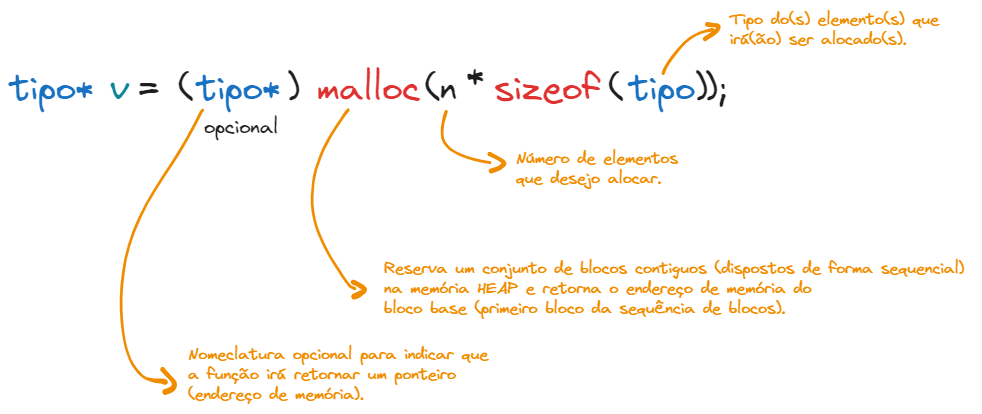 Tipo do(s) elemento(s) que
irá(ão) ser alocado(s).
tipo* v = (tipo*) malloc(n * sizeof(tipo));
opcional
Número de elementos
que desejo alocar.
Reserva um conjunto de blocos contiguos (dispostos de forma sequencial)
na memória HEAP e retorna o endereço de memória do
bloco base (primeiro bloco da sequência de blocos).
Nomeclatura opcional para indicar que
a função irá retornar um ponteiro
(endereço de memória).